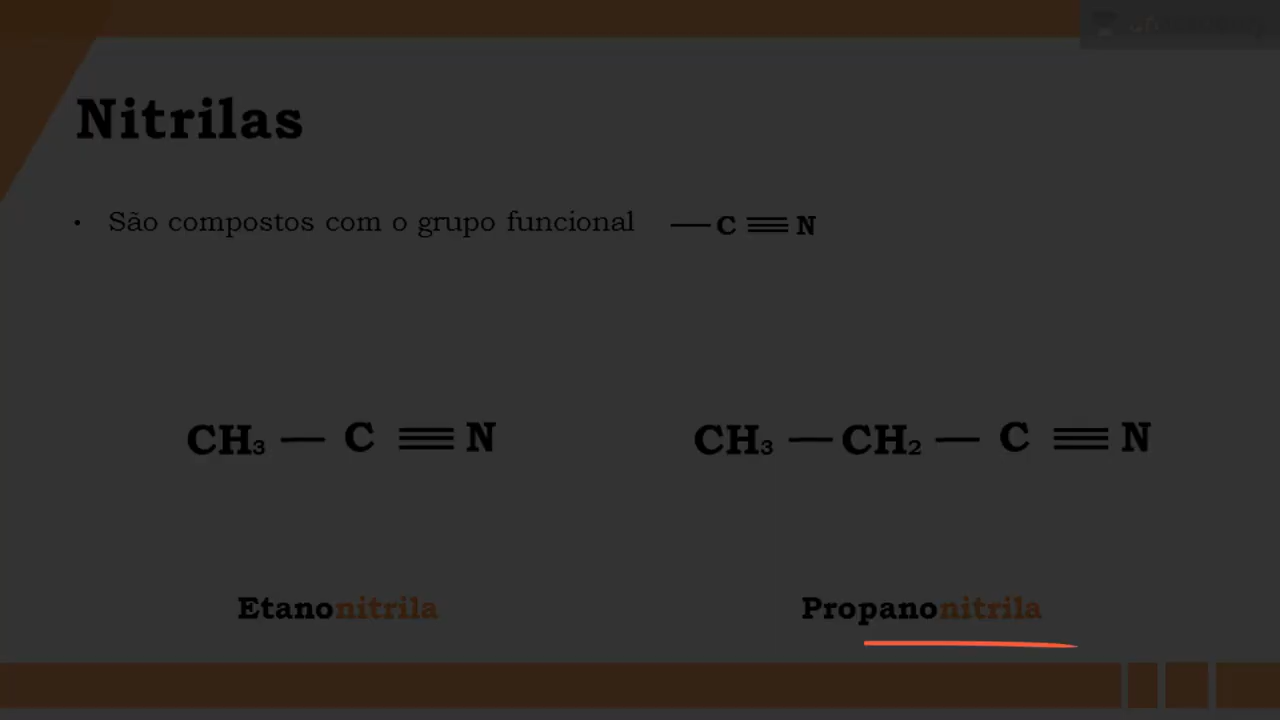 Nitrilas
• São compostos com o grupo funcional —C≡N
CH₃—C≡N
CH₃—CH₂—C≡N
Etanonitrila
Propanonitrila